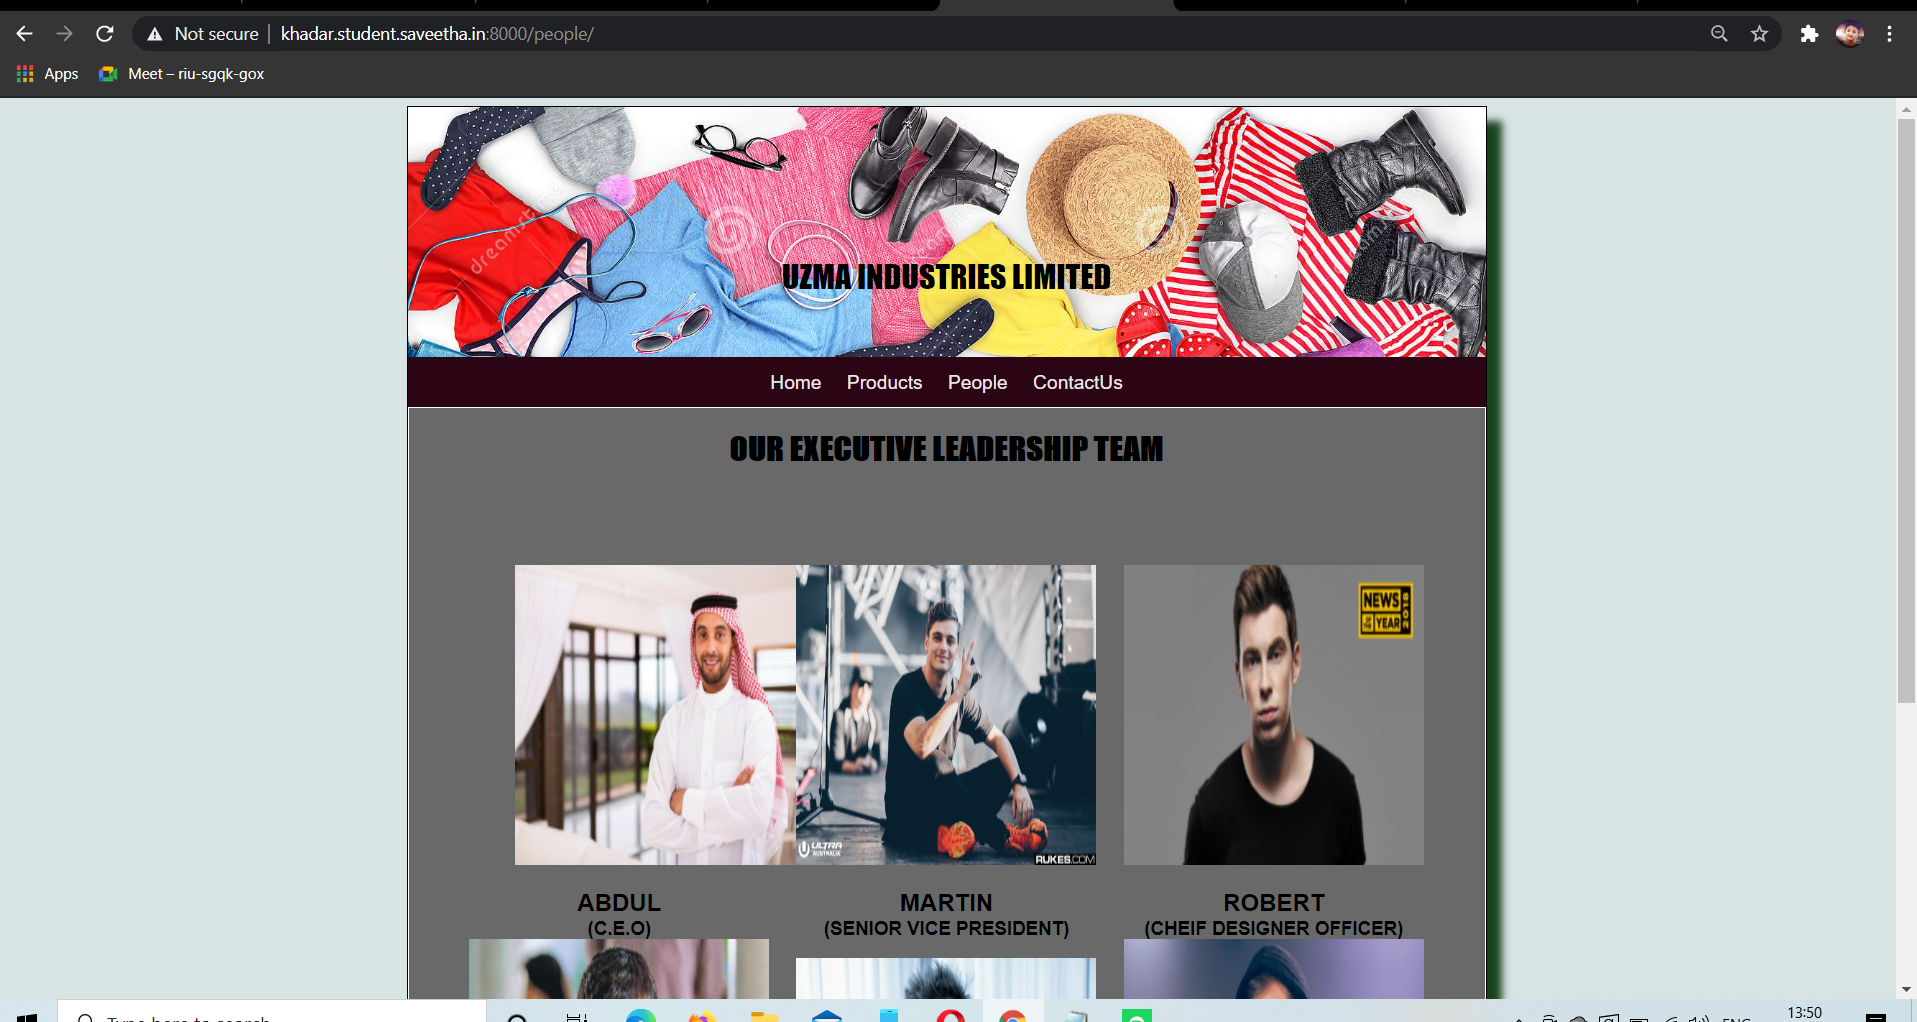 Not secure khadar.student.saveetha.in:8000/people/
Apps Meet – riu-sgqk-gox
dreamstime
UZMA INDUSTRIES LIMITED
Home Products People ContactUs
OUR EXECUTIVE LEADERSHIP TEAM
NEWS
OF THE YEAR 2018
ULTRA
AUSTRALIA
RUKES.COM
ABDUL MARTIN ROBERT
(C.E.O) (SENIOR VICE PRESIDENT) (CHEIF DESIGNER OFFICER)
Type here to search
ENG 13:50